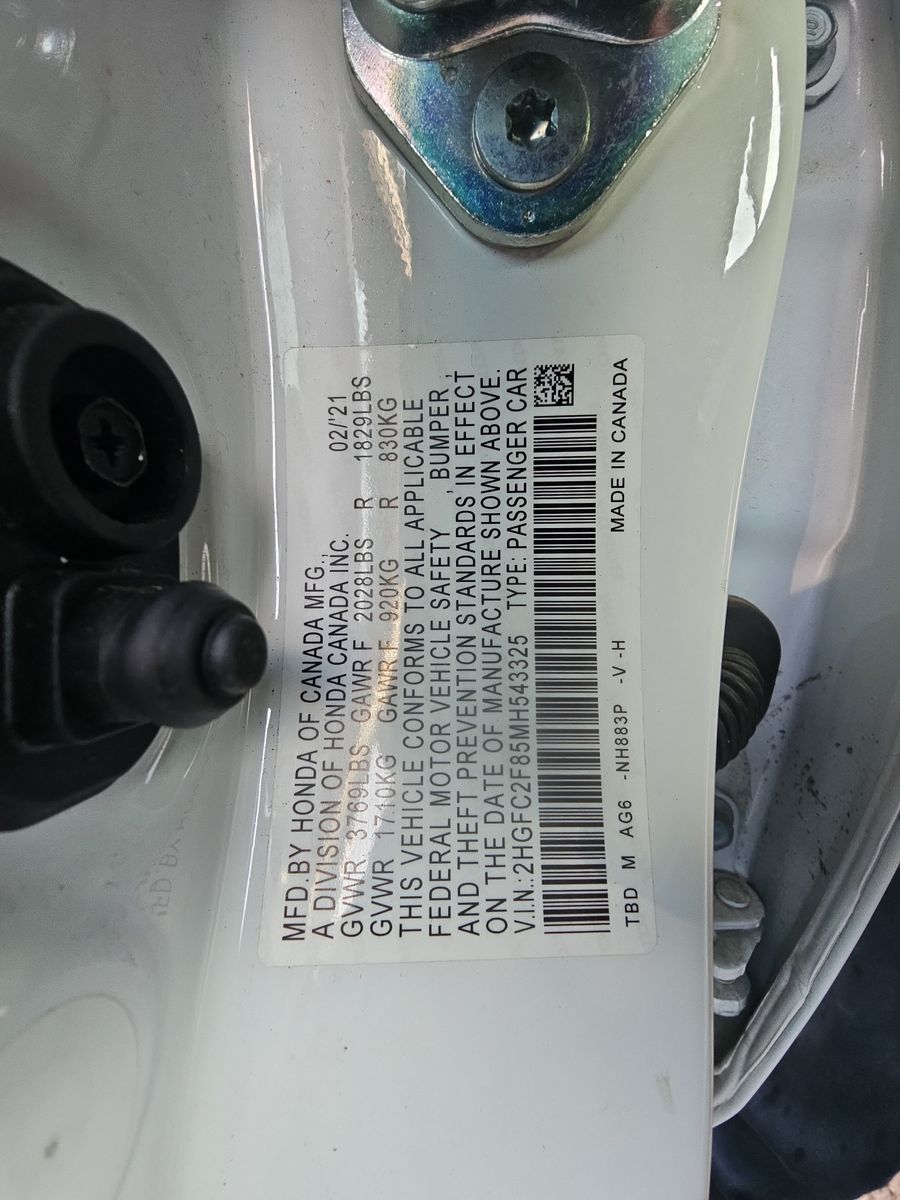 MFD. BY HONDA OF CANADA MFG., 02/'21
A DIVISION OF HONDA CANADA INC.
GVWR 3769LBS GAWR F 2028LBS R 1829LBS
GVWR 1710KG GAWR F 920KG R 830KG
THIS VEHICLE CONFORMS TO ALL APPLICABLE
FEDERAL MOTOR VEHICLE SAFETY , BUMPER ,
AND THEFT PREVENTION STANDARDS IN EFFECT
ON THE DATE OF MANUFACTURE SHOWN ABOVE.
V.I.N: 2HGFC2F85MH543325 TYPE: PASSENGER CAR
TBD M AG6 -NH883P -V -H MADE IN CANADA